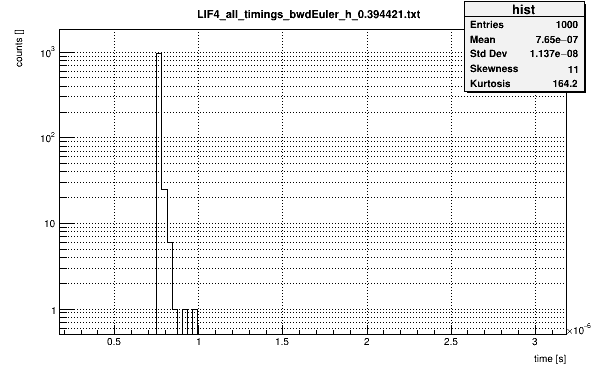 LIF4_all_timings_bwdEuler_h_0.394421.txt
hist
Entries 1000
Mean 7.65e−07
Std Dev 1.137e−08
Skewness 11
Kurtosis 164.2
counts []
10³
10²
10
1
0.5 1 1.5 2 2.5 3
×10⁻⁶
time [s]